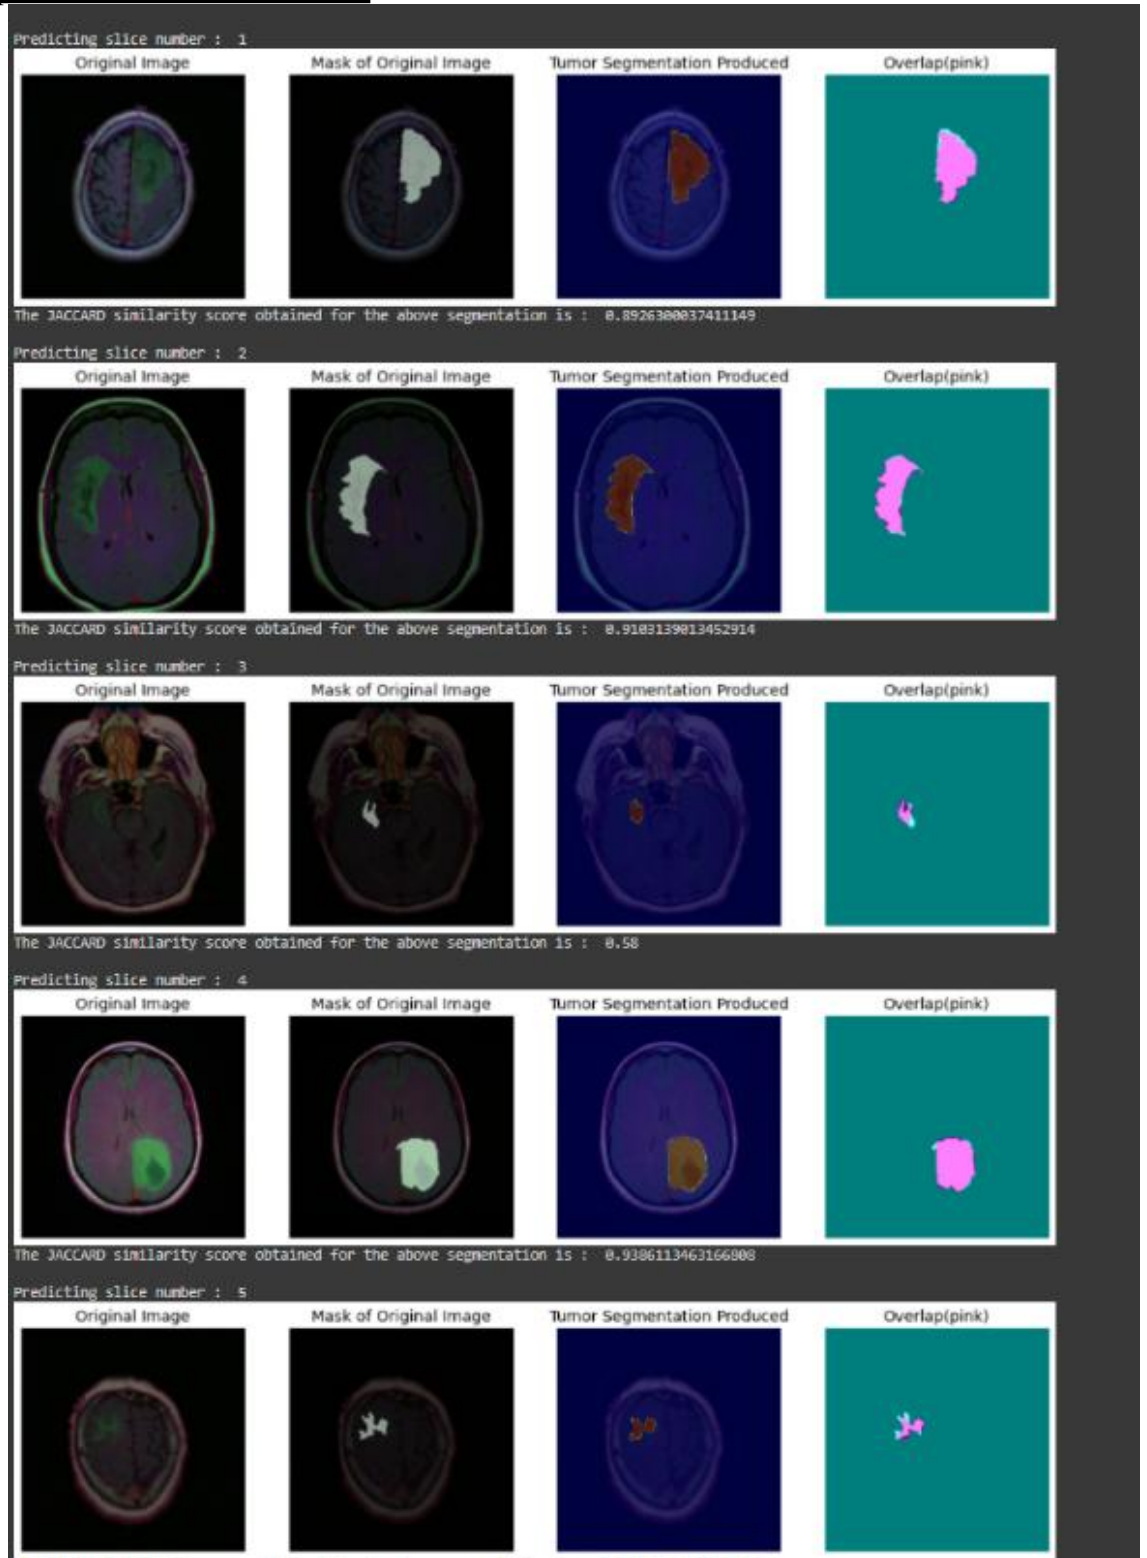 Predicting slice number :  1
Original Image Mask of Original Image Tumor Segmentation Produced Overlap(pink)
The JACCARD similarity score obtained for the above segmentation is :  0.8926300037411149
Predicting slice number :  2
Original Image Mask of Original Image Tumor Segmentation Produced Overlap(pink)
The JACCARD similarity score obtained for the above segmentation is :  0.9103139013452914
Predicting slice number :  3
Original Image Mask of Original Image Tumor Segmentation Produced Overlap(pink)
The JACCARD similarity score obtained for the above segmentation is :  0.58
Predicting slice number :  4
Original Image Mask of Original Image Tumor Segmentation Produced Overlap(pink)
The JACCARD similarity score obtained for the above segmentation is :  0.9386113463166808
Predicting slice number :  5
Original Image Mask of Original Image Tumor Segmentation Produced Overlap(pink)